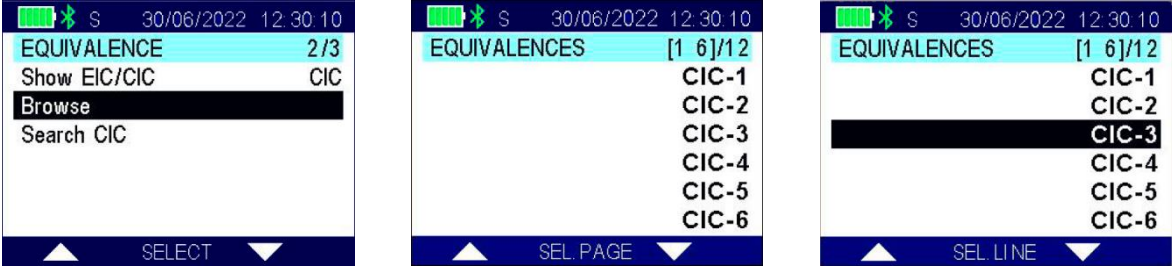 S 30/06/2022 12:30:10
EQUIVALENCE 2/3
Show EIC/CIC CIC
Browse
Search CIC
SELECT
S 30/06/2022 12:30:10
EQUIVALENCES [1 6]/12
CIC-1
CIC-2
CIC-3
CIC-4
CIC-5
CIC-6
SEL. PAGE
S 30/06/2022 12:30:10
EQUIVALENCES [1 6]/12
CIC-1
CIC-2
CIC-3
CIC-4
CIC-5
CIC-6
SEL. LINE